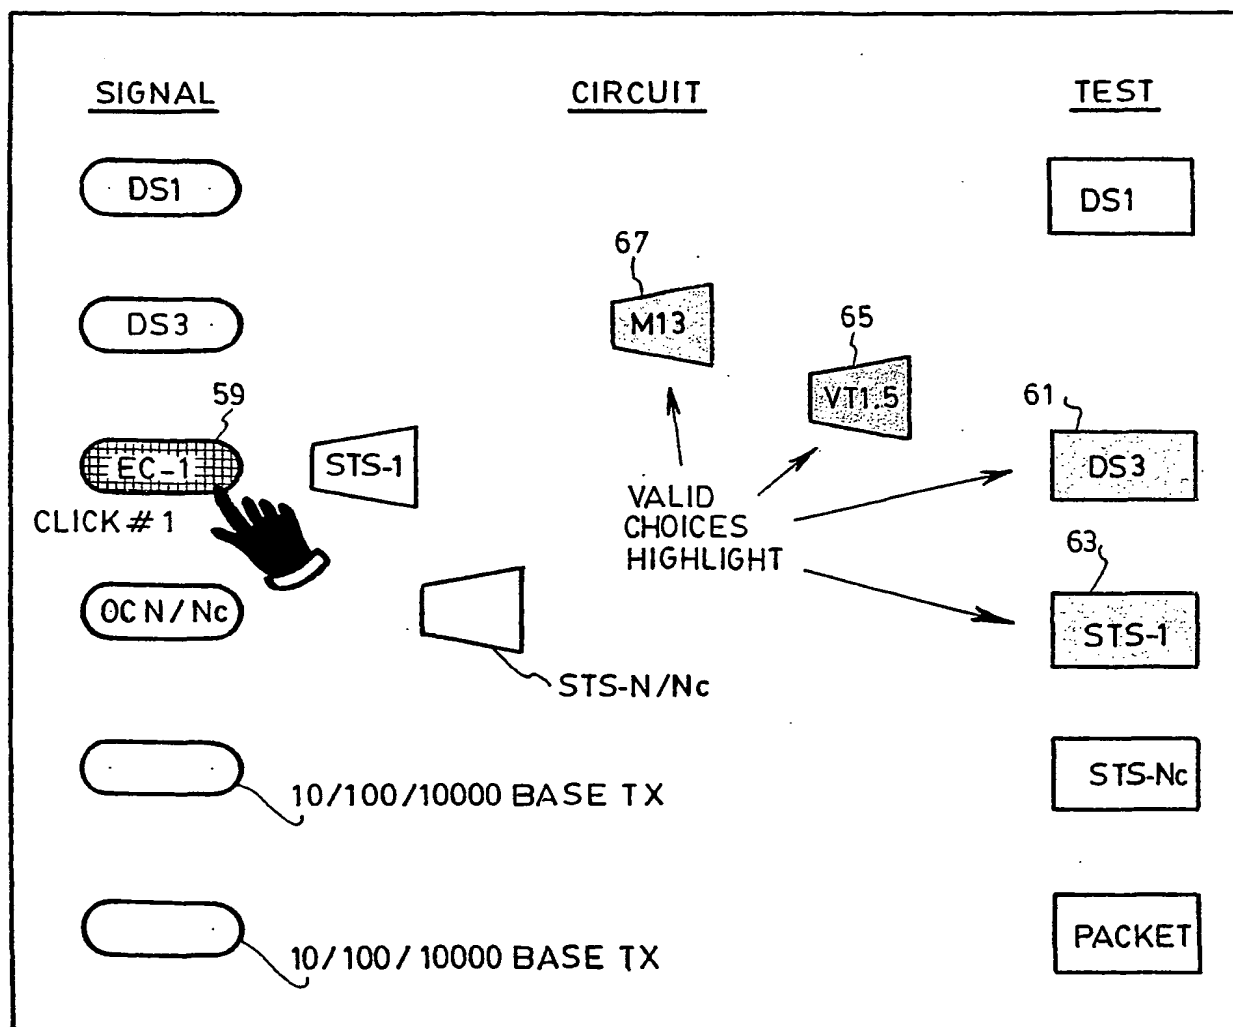 SIGNAL CIRCUIT TEST
DS1 DS1
67
DS3 M13
65
VT1.5
59 61
EC-1 STS-1 DS3
CLICK # 1
VALID
CHOICES
HIGHLIGHT
63
OC N/Nc STS-1
STS-N/Nc
10/100/10000 BASE TX STS-Nc
10/100/10000 BASE TX PACKET